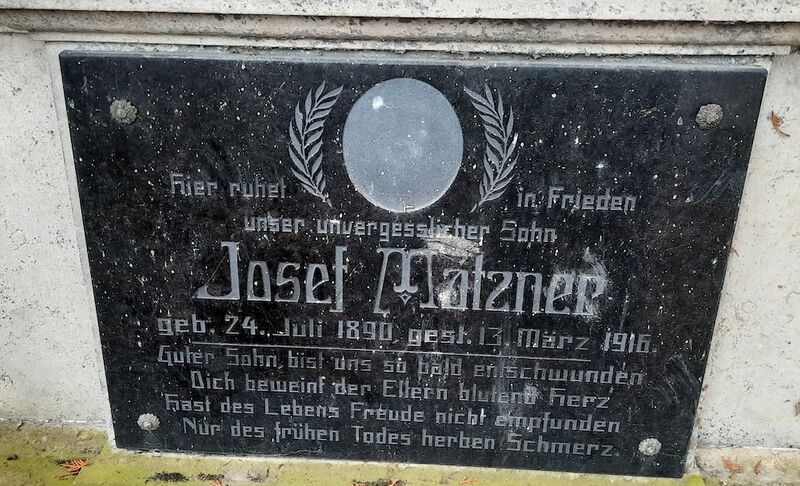 Hier ruhet in Frieden
unser unvergesslicher Sohn
Josef Matzner
geb. 24. Juli 1890, gest. 13. März 1916.
Guter Sohn, bist uns so bald entschwunden
Dich beweint der Eltern blutend Herz
Hast des Lebens Freude nicht empfunden
Nur des frühen Todes herben Schmerz.